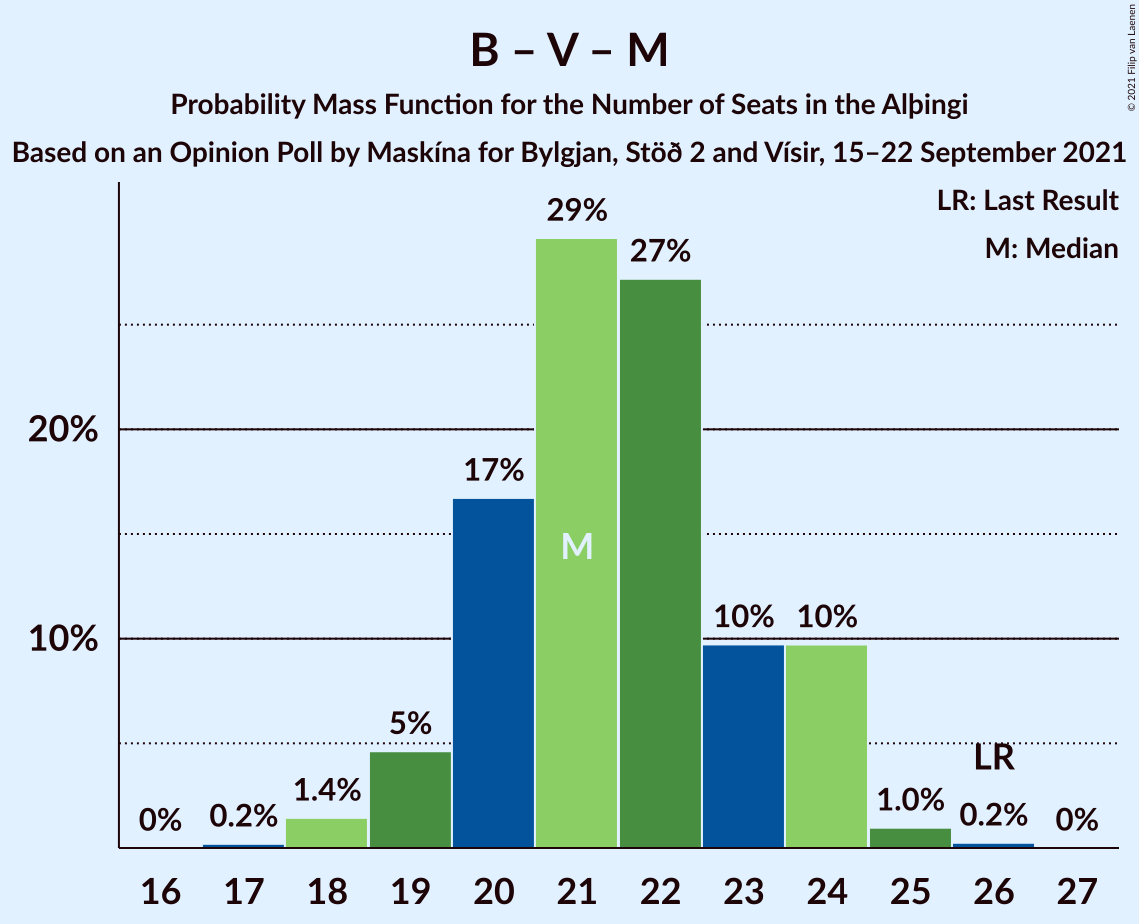 B – V – M
Probability Mass Function for the Number of Seats in the Alþingi
Based on an Opinion Poll by Maskína for Bylgjan, Stöð 2 and Vísir, 15–22 September 2021
© 2021 Filip van Laenen
LR: Last Result
M: Median
29%
27%
20%
17%
M
10%
10%
10%
5%
LR
1.4%
1.0%
0%
0.2%
0.2%
0%
16 17 18 19 20 21 22 23 24 25 26 27